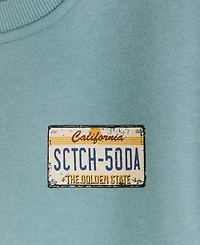 California
SCTCH-50DA
THE GOLDEN STATE